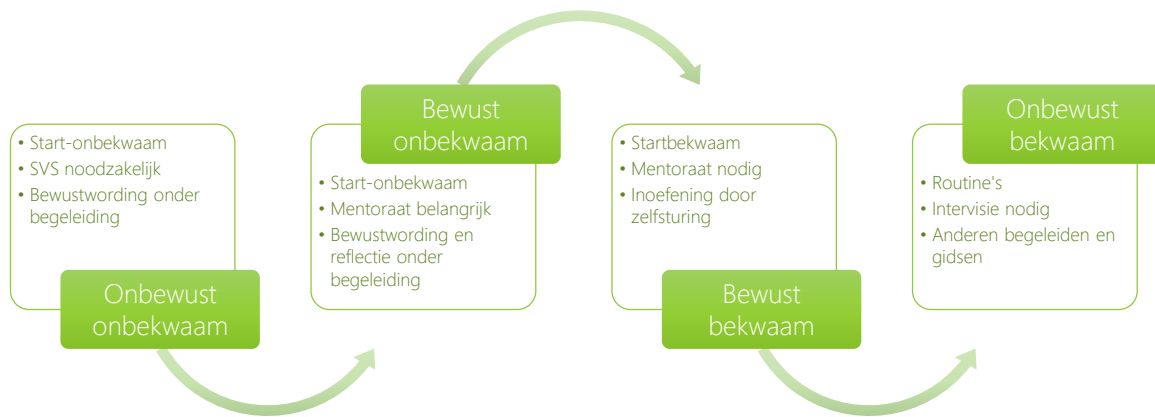 • Start-onbekwaam
• SVS noodzakelijk
• Bewustwording onder
begeleiding
Onbewust
onbekwaam
Bewust
onbekwaam
• Start-onbekwaam
• Mentoraat belangrijk
• Bewustwording en
reflectie onder
begeleiding
• Startbekwaam
• Mentoraat nodig
• Inoefening door
zelfsturing
Bewust
bekwaam
Onbewust
bekwaam
• Routine's
• Intervisie nodig
• Anderen begeleiden en
gidsen